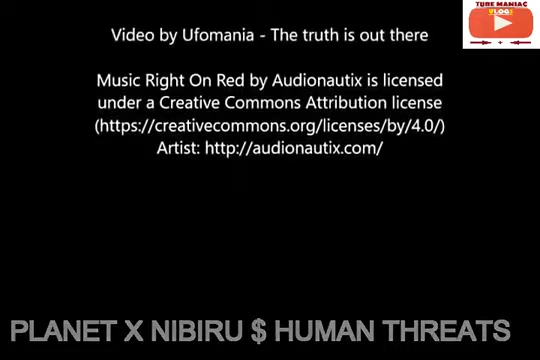 TUBE MANIAC
VLOGS
Video by Ufomania - The truth is out there
Music Right On Red by Audionautix is licensed
under a Creative Commons Attribution license
(https://creativecommons.org/licenses/by/4.0/)
Artist: http://audionautix.com/
PLANET X NIBIRU $ HUMAN THREATS